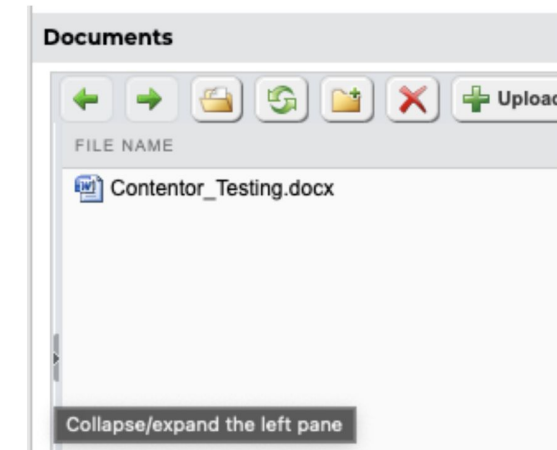 Documents
Upload
FILE NAME
Contentor_Testing.docx
Collapse/expand the left pane